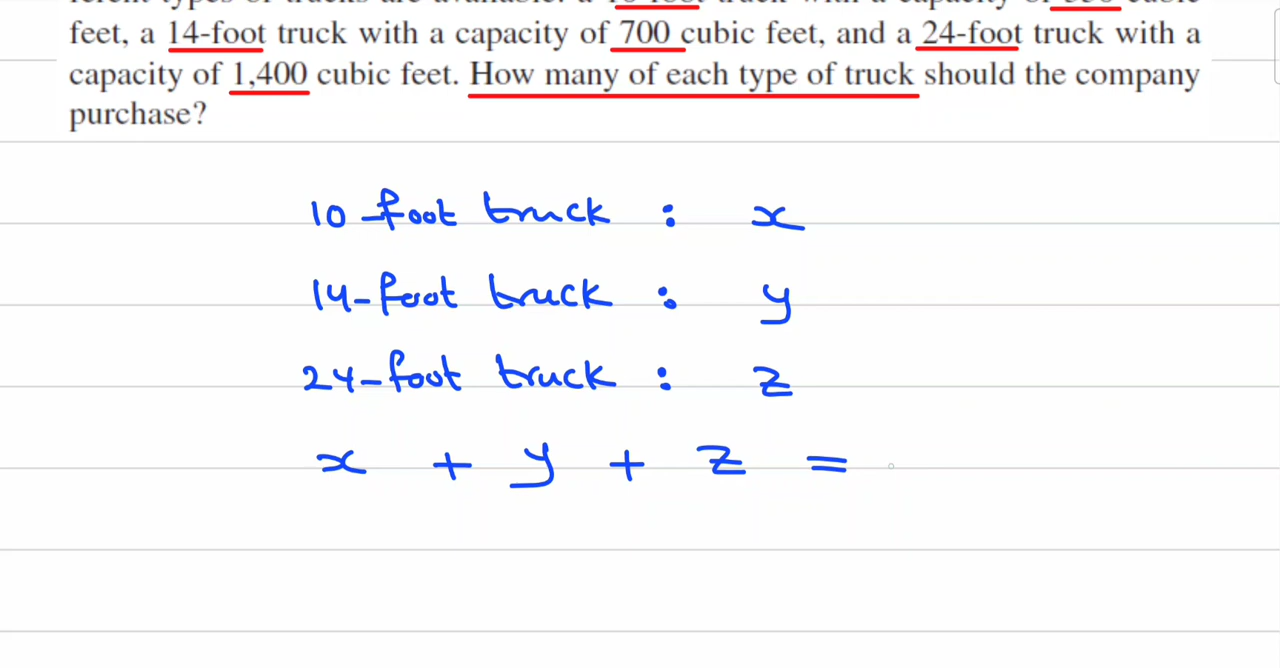 feet, a 14-foot truck with a capacity of 700 cubic feet, and a 24-foot truck with a
capacity of 1,400 cubic feet. How many of each type of truck should the company
purchase?
10-foot truck : x
14-foot truck : y
24-foot truck : z
x + y + z =